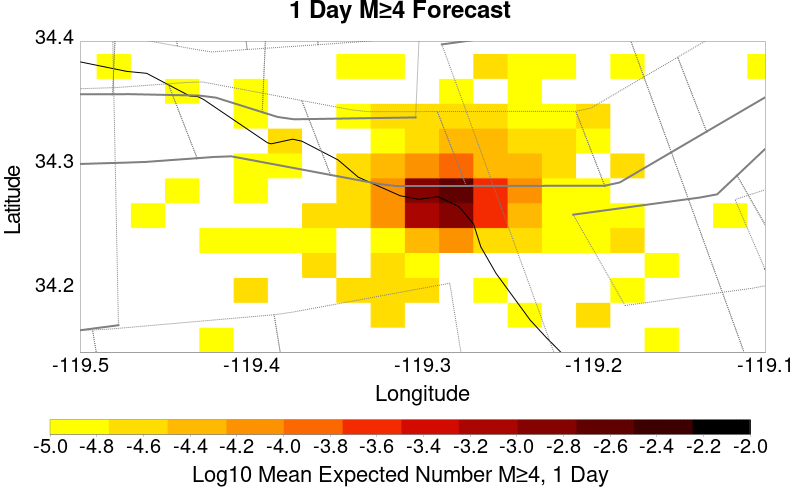 1 Day M≥4 Forecast
34.4
34.3
34.2
Latitude
-119.5 -119.4 -119.3 -119.2 -119.1
Longitude
-5.0 -4.8 -4.6 -4.4 -4.2 -4.0 -3.8 -3.6 -3.4 -3.2 -3.0 -2.8 -2.6 -2.4 -2.2 -2.0
Log10 Mean Expected Number M≥4, 1 Day